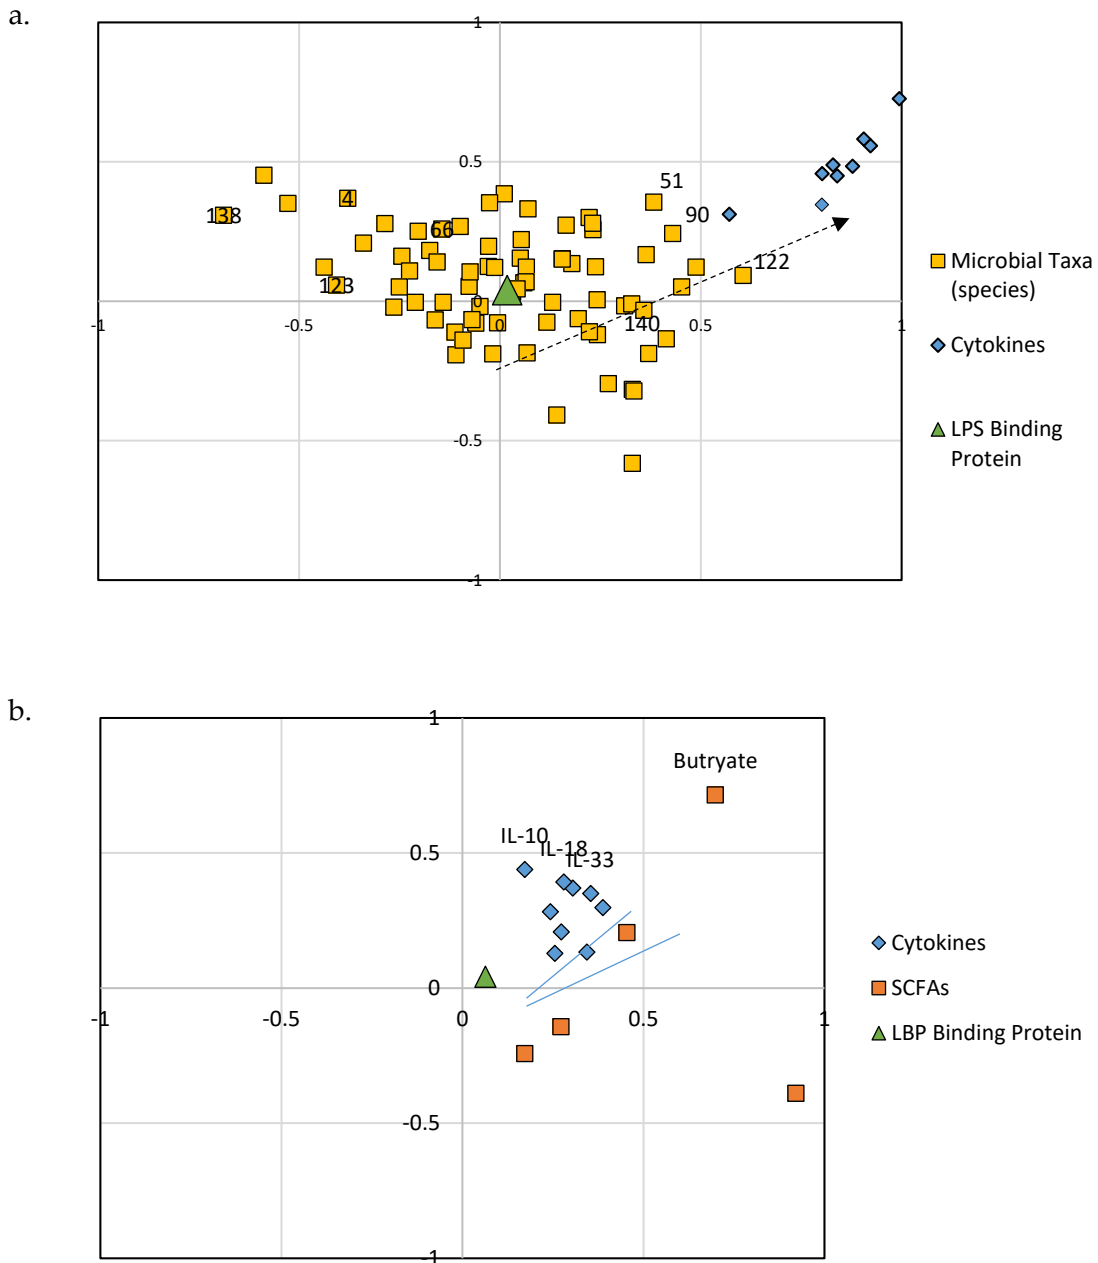 a.
1
0.5
51
4
138
90
66
122
Microbial Taxa
(species)
123
0
-1
-0.5
0
0.5
1
140
Cytokines
LPS Binding
Protein
-0.5
-1
b.
1
Butryate
IL-10
IL-18
IL-33
0.5
Cytokines
0
SCFAs
-1
-0.5
0
0.5
1
LBP Binding Protein
-0.5
-1